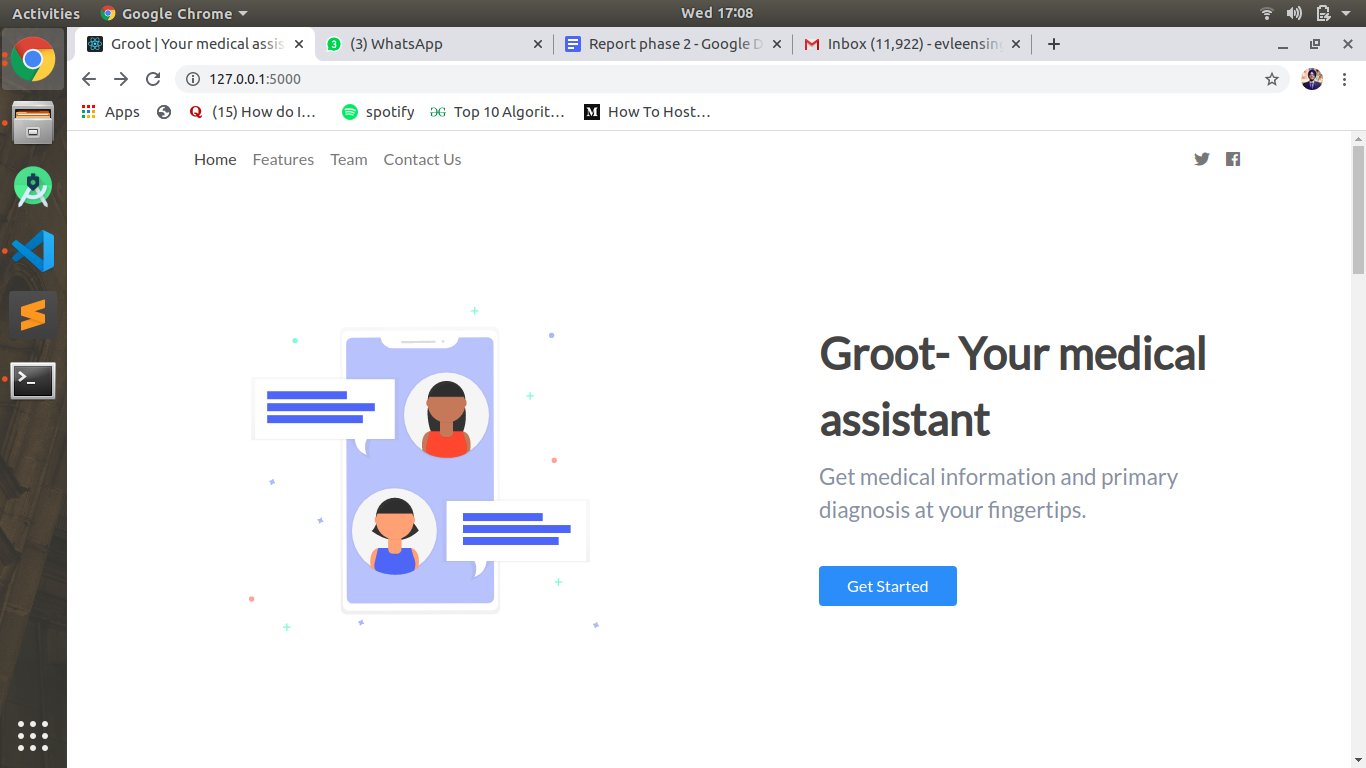 Activities
Google Chrome
Wed 17:08
Groot | Your medical assis
(3) WhatsApp
Report phase 2 - Google D
Inbox (11,922) - evleensing
127.0.0.1:5000
Apps
(15) How do I…
spotify
Top 10 Algorit…
How To Host…
Home
Features
Team
Contact Us
Groot- Your medical
assistant
Get medical information and primary
diagnosis at your fingertips.
Get Started